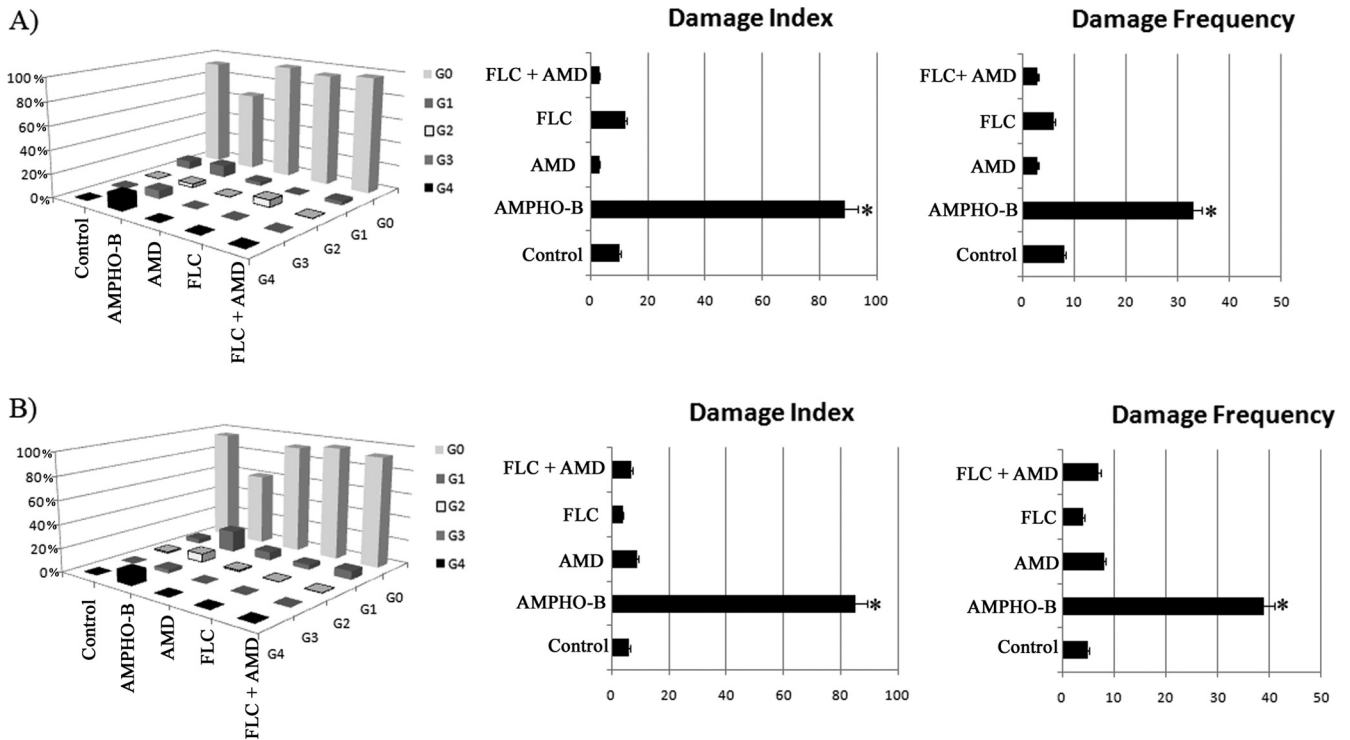 A)
100%
80%
60%
40%
20%
0%
Control
AMPHO-B
AMD
FLC
FLC + AMD
G4
G3
G2
G1
G0
G0
G1
G2
G3
G4
Damage Index
FLC + AMD
FLC
AMD
AMPHO-B
*
Control
0 20 40 60 80 100
Damage Frequency
FLC+ AMD
FLC
AMD
AMPHO-B
*
Control
0 10 20 30 40 50
B)
100%
80%
60%
40%
20%
0%
Control
AMPHO-B
AMD
FLC
FLC + AMD
G4
G3
G2
G1
G0
G0
G1
G2
G3
G4
Damage Index
FLC + AMD
FLC
AMD
AMPHO-B
*
Control
0 20 40 60 80 100
Damage Frequency
FLC + AMD
FLC
AMD
AMPHO-B
*
Control
0 10 20 30 40 50